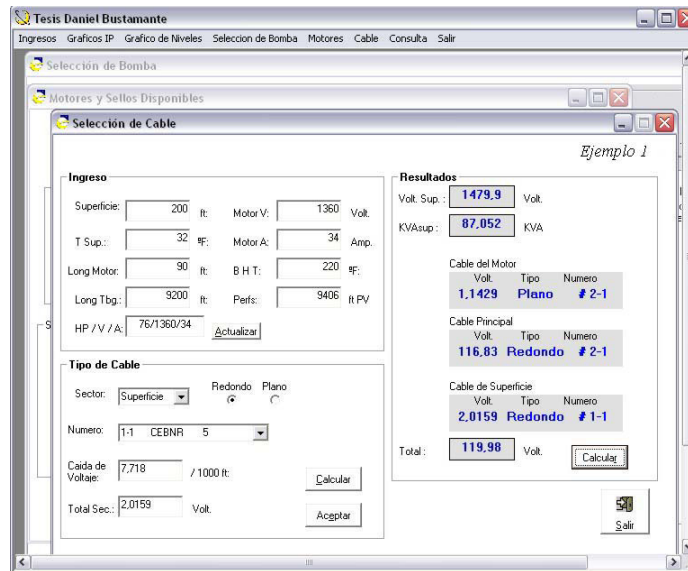 Tesis Daniel Bustamante
Ingresos Graficos IP Grafico de Niveles Seleccion de Bomba Motores Cable Consulta Salir
Selección de Bomba
Motores y Sellos Disponibles
Selección de Cable
Ejemplo 1
Ingreso
Superficie: 200 ft: Motor V: 1360 Volt.
T Sup.: 32 ºF: Motor A: 34 Amp.
Long Motor: 90 ft: B H T: 220 ºF:
Long Tbg.: 9200 ft: Perfs: 9406 ft PV
HP / V / A: 76/1360/34 Actualizar
Tipo de Cable
Sector: Superficie Redondo Plano
Numero: 1-1 CEBNR 5
Caida de
Voltaje: 7,718 / 1000 ft: Calcular
Total Sec.: 2,0159 Volt. Aceptar
Resultados
Volt. Sup. : 1479,9 Volt.
KVAsup : 87,052 KVA
Cable del Motor
Volt. Tipo Numero
1,1429 Plano # 2-1
Cable Principal
Volt. Tipo Numero
116,83 Redondo # 2-1
Cable de Superficie
Volt. Tipo Numero
2,0159 Redondo # 1-1
Total : 119,98 Volt. Calcular
Salir